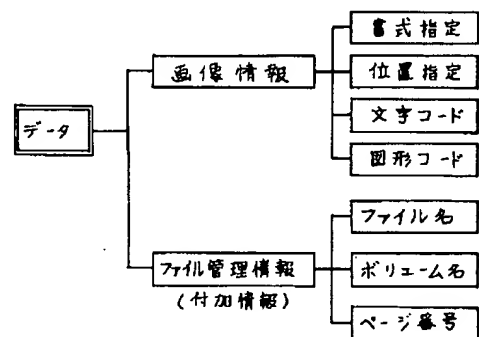 データ
画像情報
書式指定
位置指定
文字コード
図形コード
ファイル管理情報
(付加情報)
ファイル名
ボリューム名
ページ番号